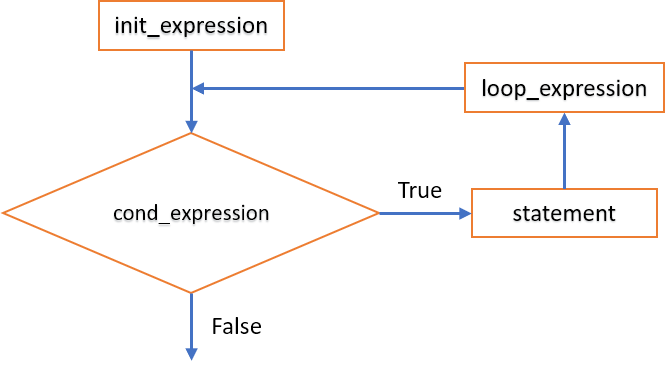 init_expression
loop_expression
True
cond_expression
statement
False